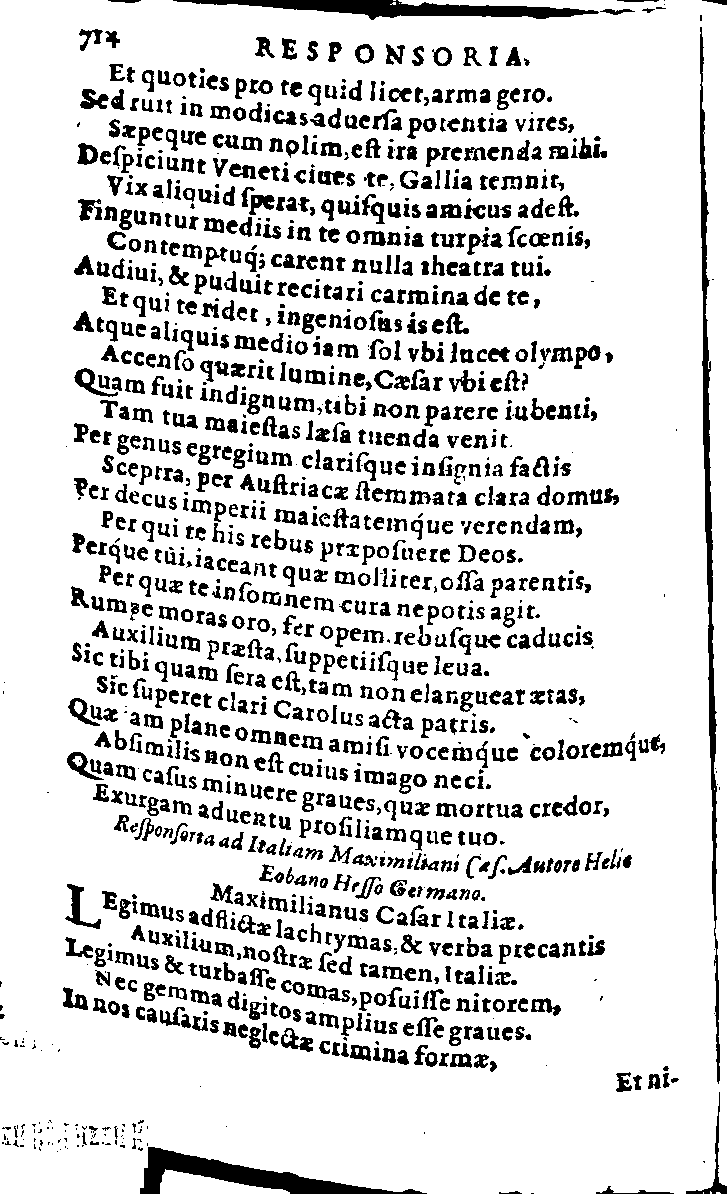 714
RESPONSORIA.
Et quoties pro te quid licet, arma gero.
Sed ruit in modicas aduerſa potentia vires,
Sæpeque cum nolim, eſt ira premenda mihi.
Deſpiciunt Veneti ciues te, Gallia temnit,
Vix aliquid ſperat, quiſquis amicus adeſt.
Finguntur mediis in te omnia turpia ſcœnis,
Contemptuq́; carent nulla theatra tui.
Audiui, & puduit recitari carmina de te,
Et qui te ridet, ingenioſus is eſt.
Atque aliquis medio iam ſol vbi lucet olympo,
Accenſo quærit lumine, Cæſar vbi eſt?
Quam fuit indignum, tibi non parere iubenti,
Tam tua maieſtas læſa tuenda venit.
Per genus egregium clariſque inſignia factis
Sceptra, per Auſtriacæ ſtemmata clara domus,
Per decus imperii maieſtatemq́ue verendam,
Per qui te his rebus præpoſuere Deos.
Perq́ue tui, iaceant quæ molliter, oſſa parentis,
Per quæ te inſomnem cura nepotis agit.
Rumpe moras oro, fer opem rebuſque caducis
Auxilium præſta, ſuppetiiſque leua.
Sic tibi quam ſera eſt, tam non elangueat ætas,
Sic ſuperet clari Carolus acta patris.
Quæ am plane omnem amiſi vocemq́ue coloremq́ue,
Abſimilis non eſt cuius imago neci.
Quam caſus minuere graues, quæ mortua credor,
Exurgam aduentu proſiliamque tuo.
Reſponſoria ad Italiam Maximiliani Cæſ. Autore Helio
Eobano Heſſo Germano.
Maximilianus Caſar Italiæ.
LEgimus adflictæ lachrymas, & verba precantis
Auxilium, noſtræ ſed tamen, Italiæ.
Legimus & turbaſſe comas, poſuiſſe nitorem,
Nec gemma digitos amplius eſſe graues.
In nos cauſaris neglectæ crimina formæ,
Et ni-